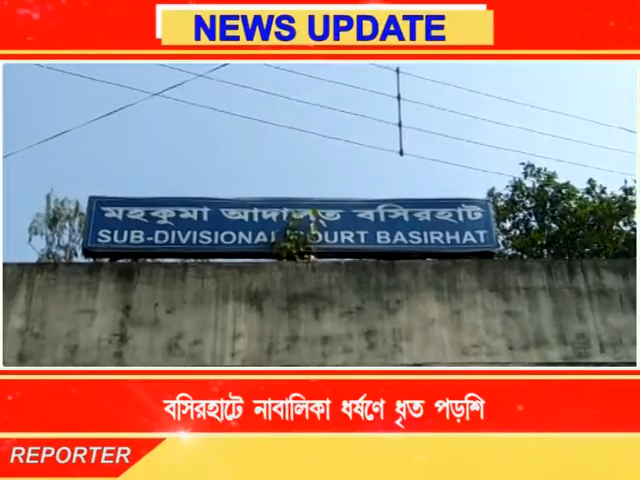 NEWS UPDATE
মহকুমা আদালত বসিরহাট
SUB-DIVISIONAL COURT BASIRHAT
বসিরহাটে নাবালিকা ধর্ষণে ধৃত পড়শি
REPORTER